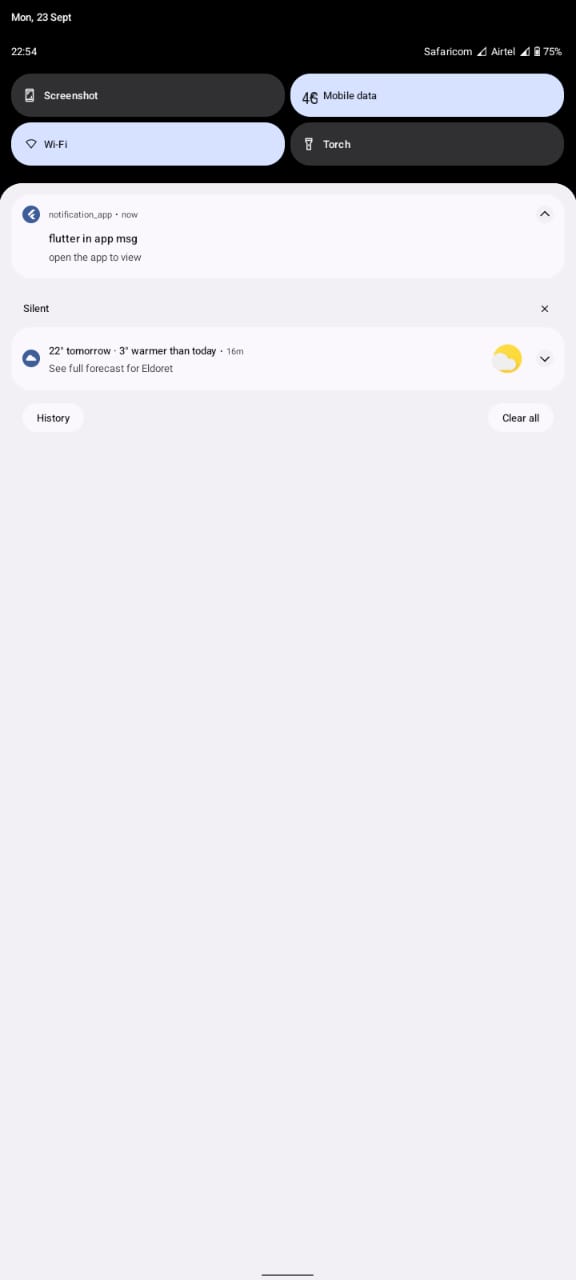 Mon, 23 Sept
22:54 Safaricom Airtel 75%
Screenshot
4G Mobile data
Wi-Fi
Torch
notification_app • now
flutter in app msg
open the app to view
Silent
22° tomorrow · 3° warmer than today • 16m
See full forecast for Eldoret
History
Clear all